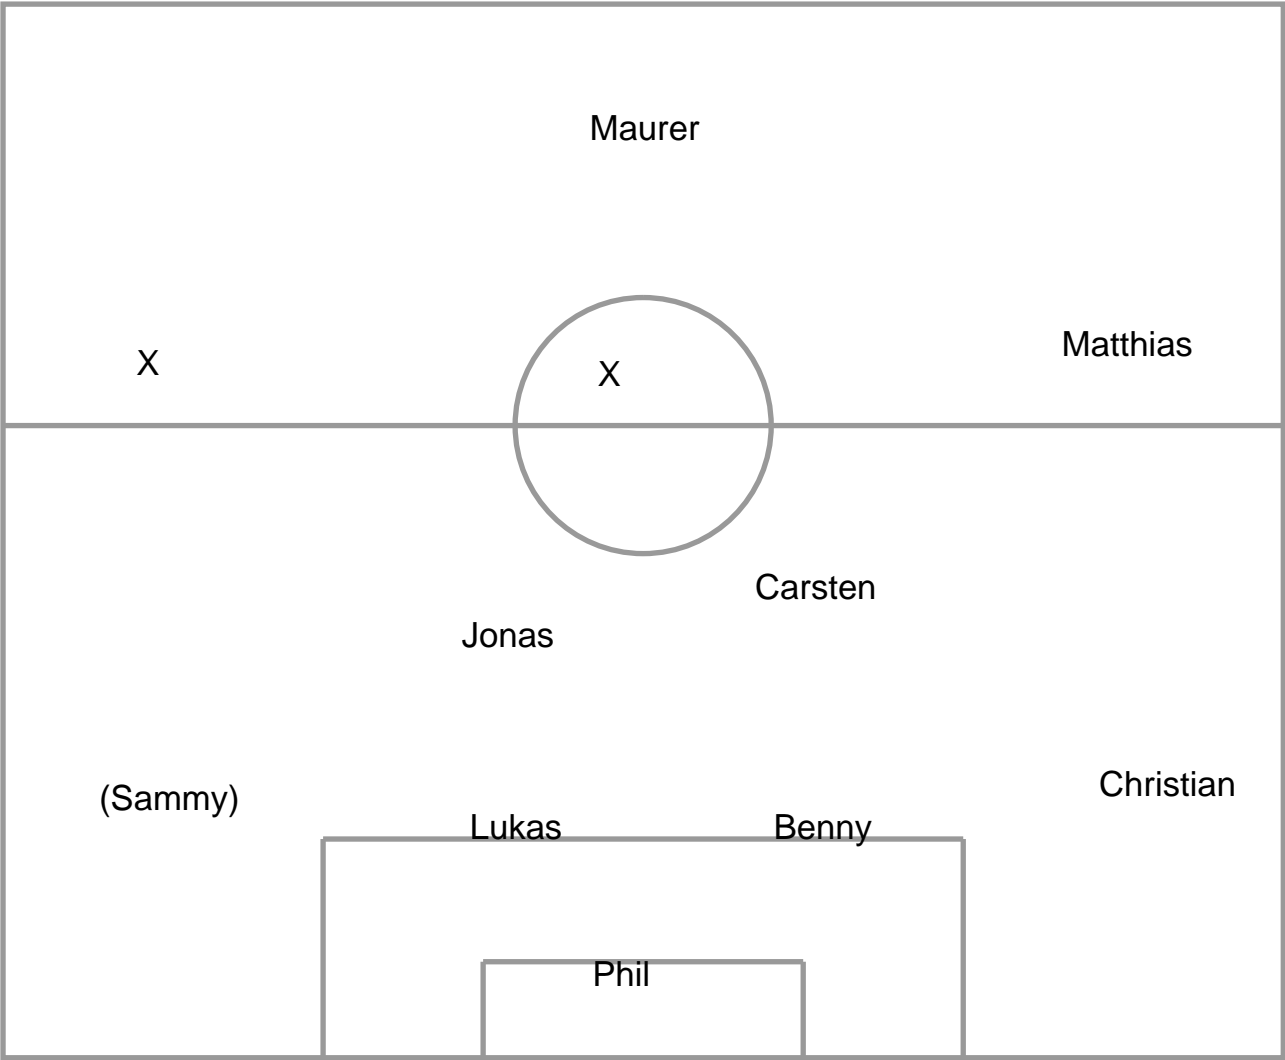 Maurer
Matthias
X
X
Carsten
Jonas
Christian
(Sammy)
Lukas
Benny
Phil